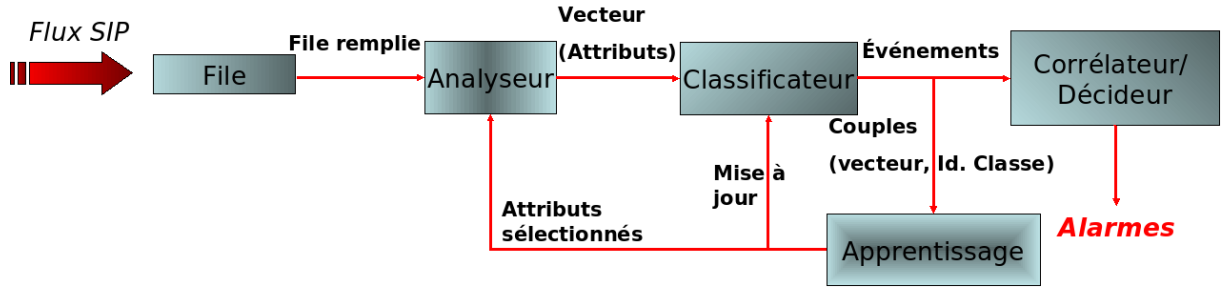 Flux SIP
File
File remplie
Analyseur
Vecteur
(Attributs)
Classificateur
Événements
Corrélateur/
Décideur
Couples
(vecteur, Id. Classe)
Mise à
jour
Attributs
sélectionnés
Apprentissage
Alarmes